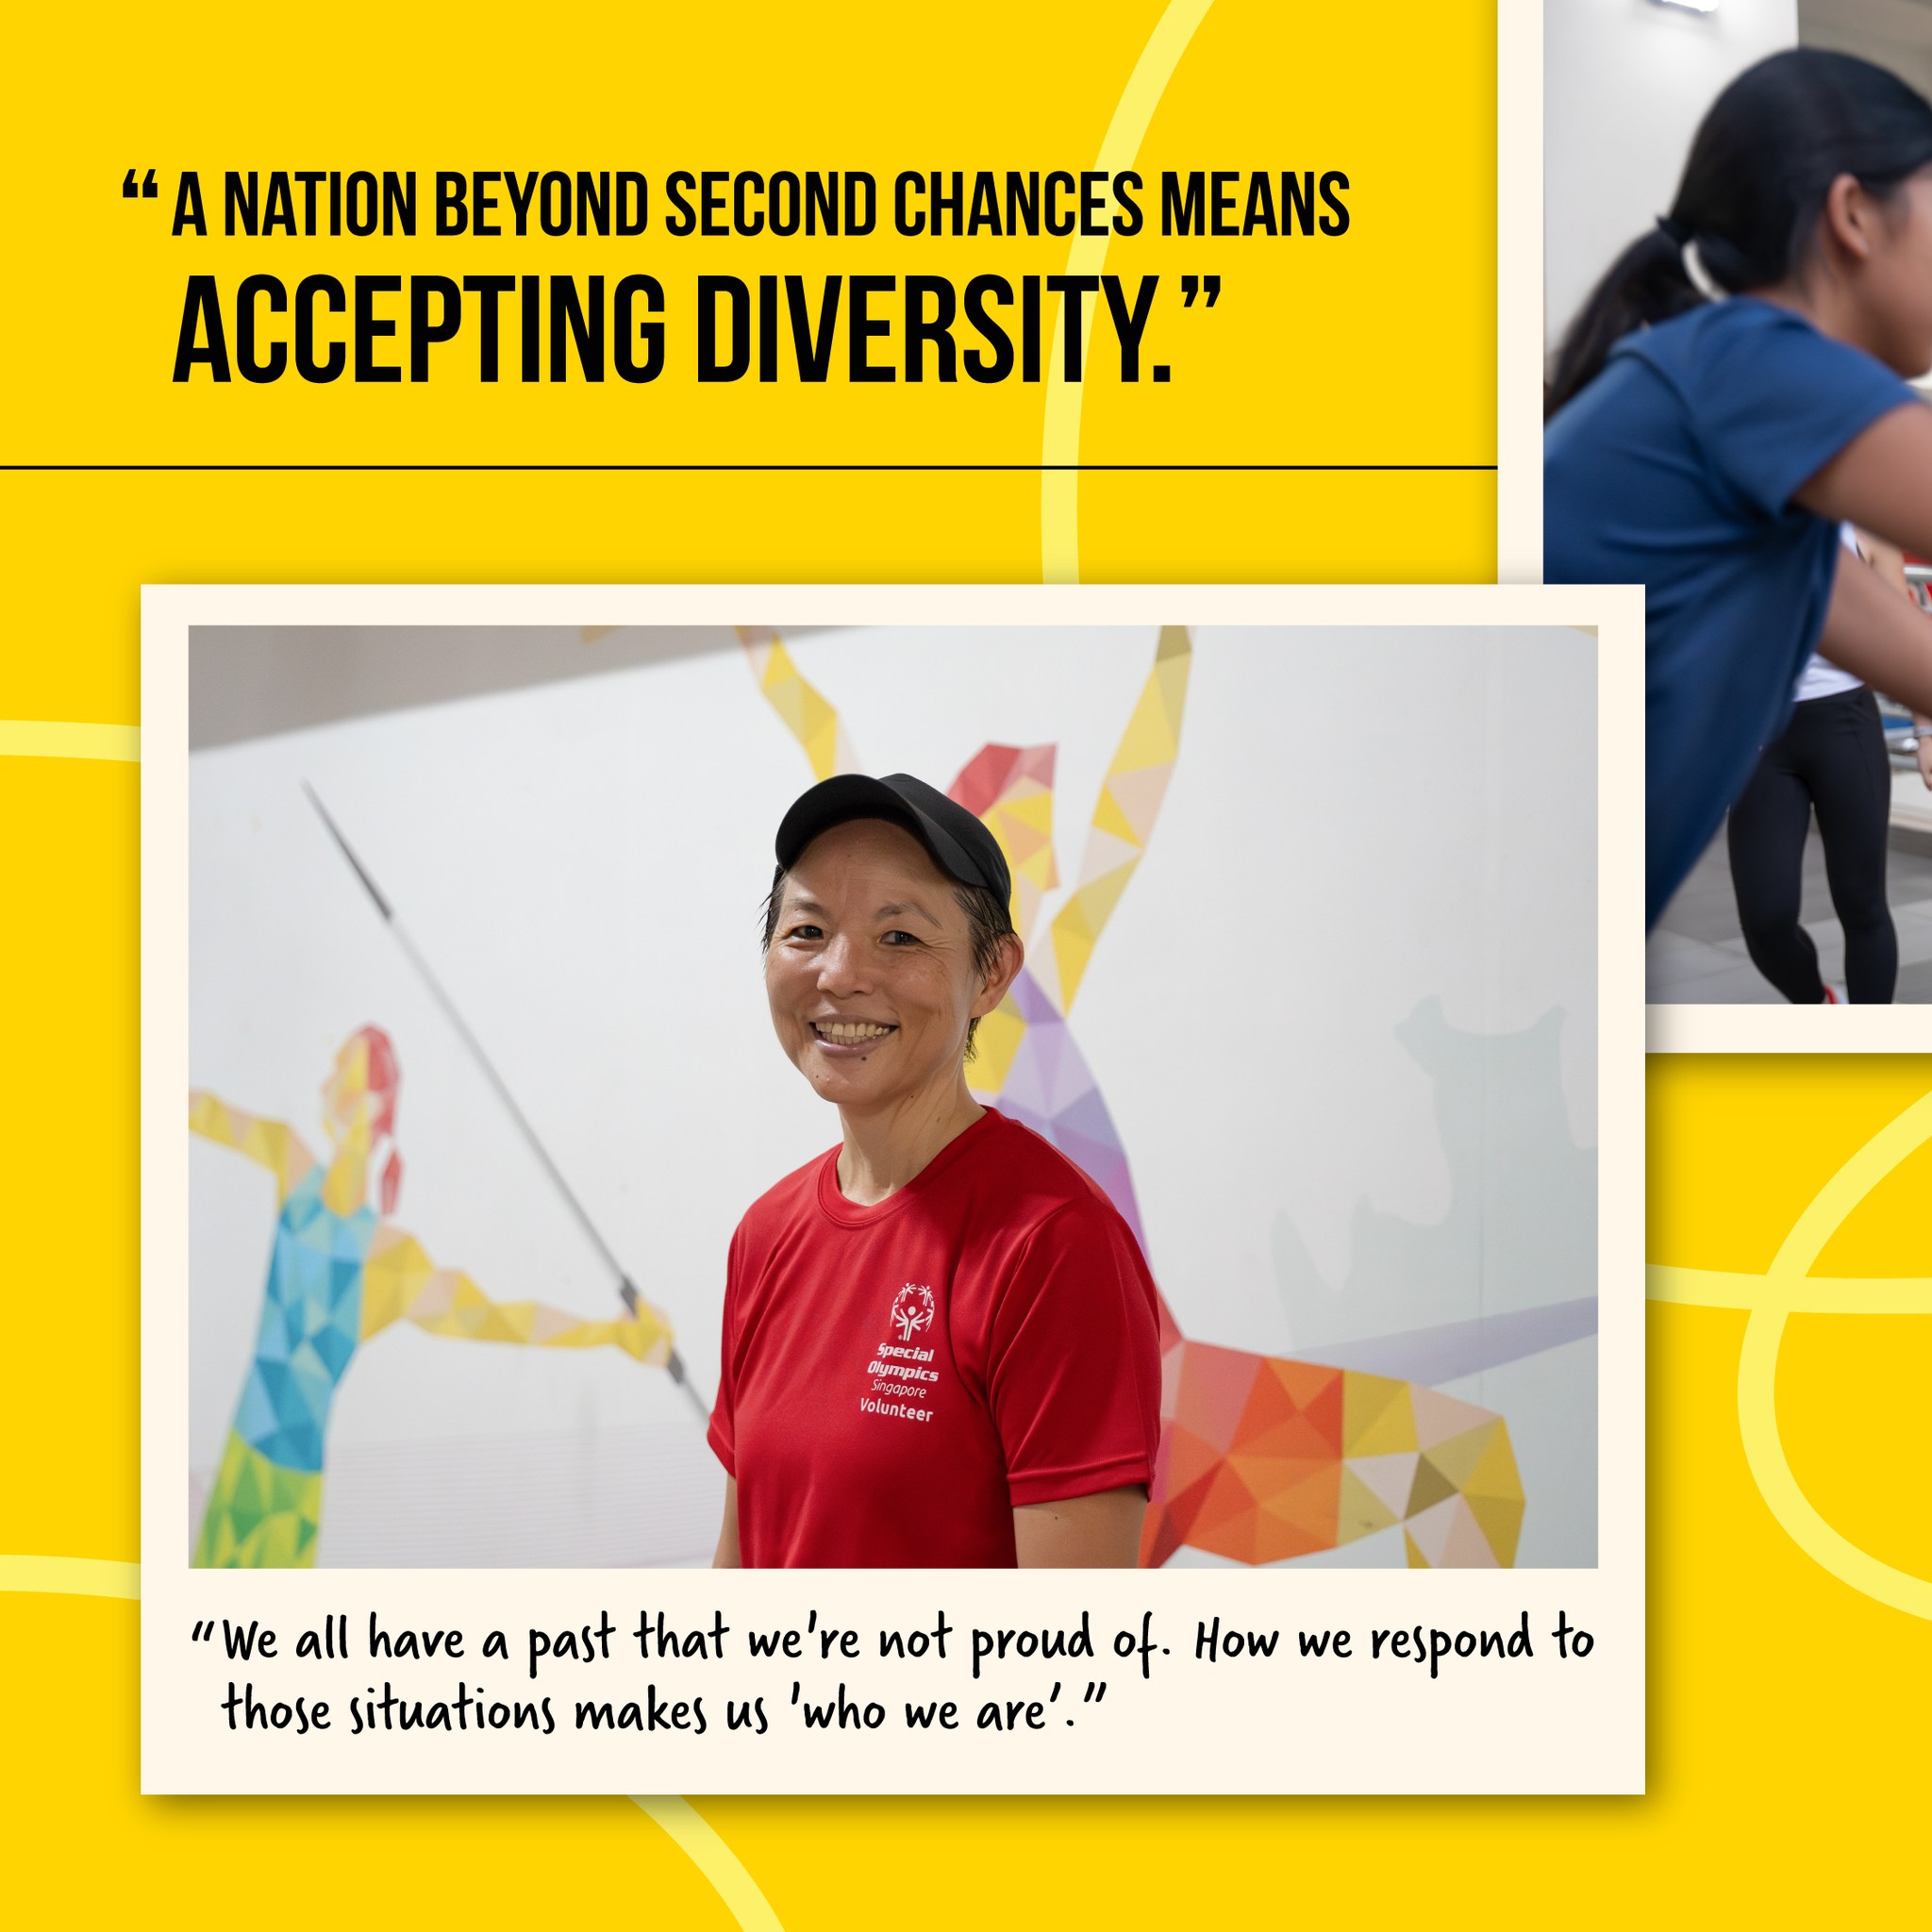 “A NATION BEYOND SECOND CHANCES MEANS
ACCEPTING DIVERSITY.”
Special
Olympics
Singapore
Volunteer
“We all have a past that we're not proud of. How we respond to
those situations makes us 'who we are'.”